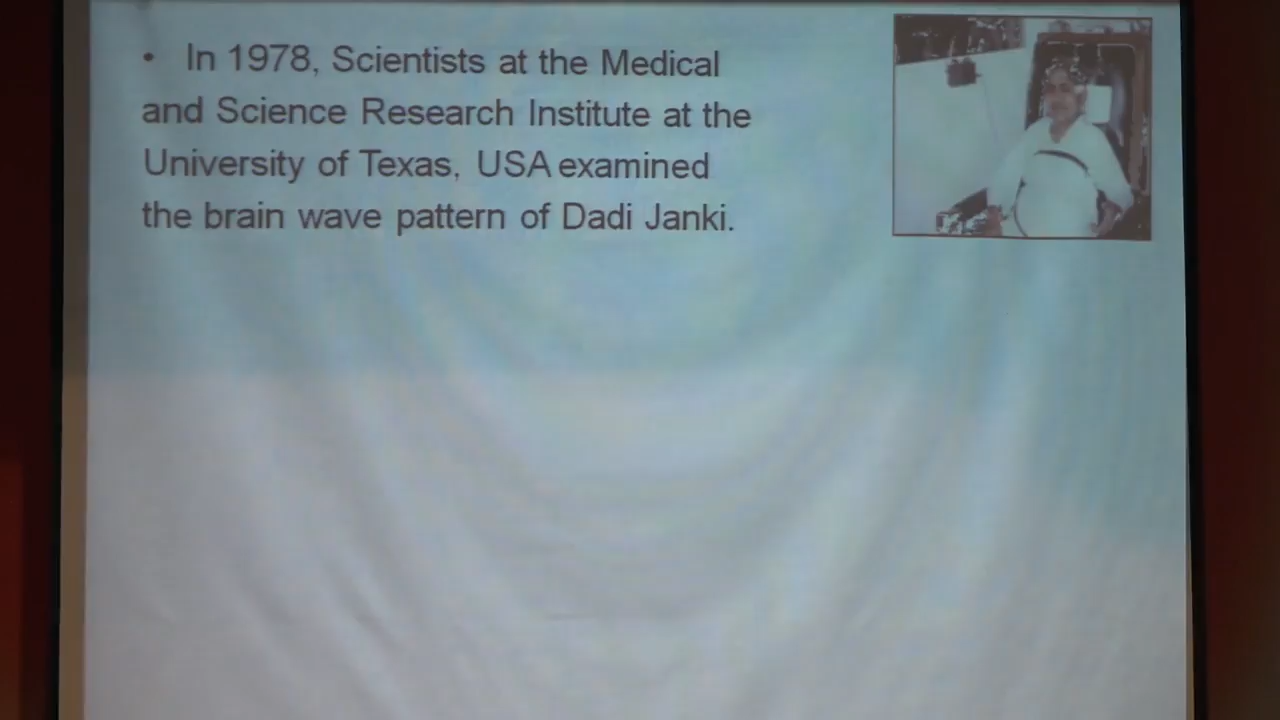 • In 1978, Scientists at the Medical
and Science Research Institute at the
University of Texas, USA examined
the brain wave pattern of Dadi Janki.